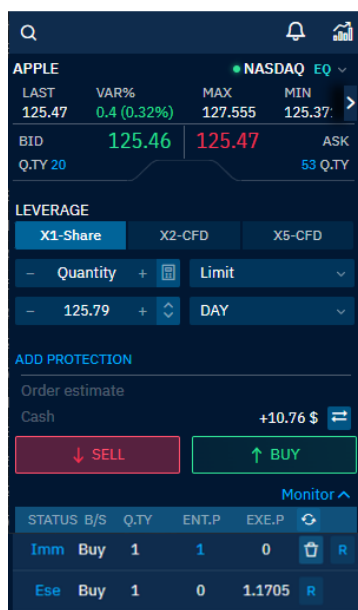 APPLE NASDAQ EQ
LAST VAR% MAX MIN
125.47 0.4 (0.32%) 127.555 125.37
BID 125.46 125.47 ASK
Q.TY 20 53 Q.TY
LEVERAGE
X1-Share X2-CFD X5-CFD
− Quantity + Limit
− 125.79 + DAY
ADD PROTECTION
Order estimate
Cash +10.76 $
↓ SELL ↑ BUY
Monitor
STATUS B/S Q.TY ENT.P EXE.P
Imm Buy 1 1 0 R
Ese Buy 1 0 1.1705 R